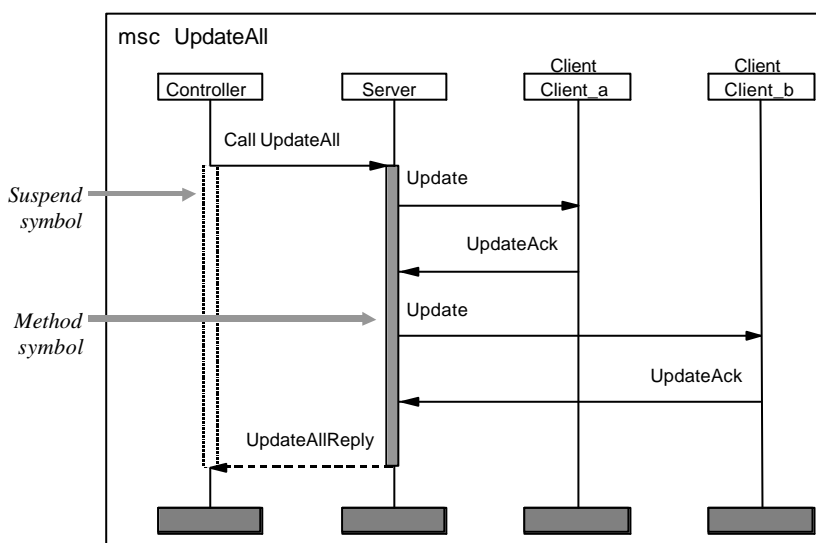 msc UpdateAll
Client
Client
Controller
Server
Client_a
Client_b
Call UpdateAll
Update
Suspend
symbol
UpdateAck
Update
Method
symbol
UpdateAck
UpdateAllReply